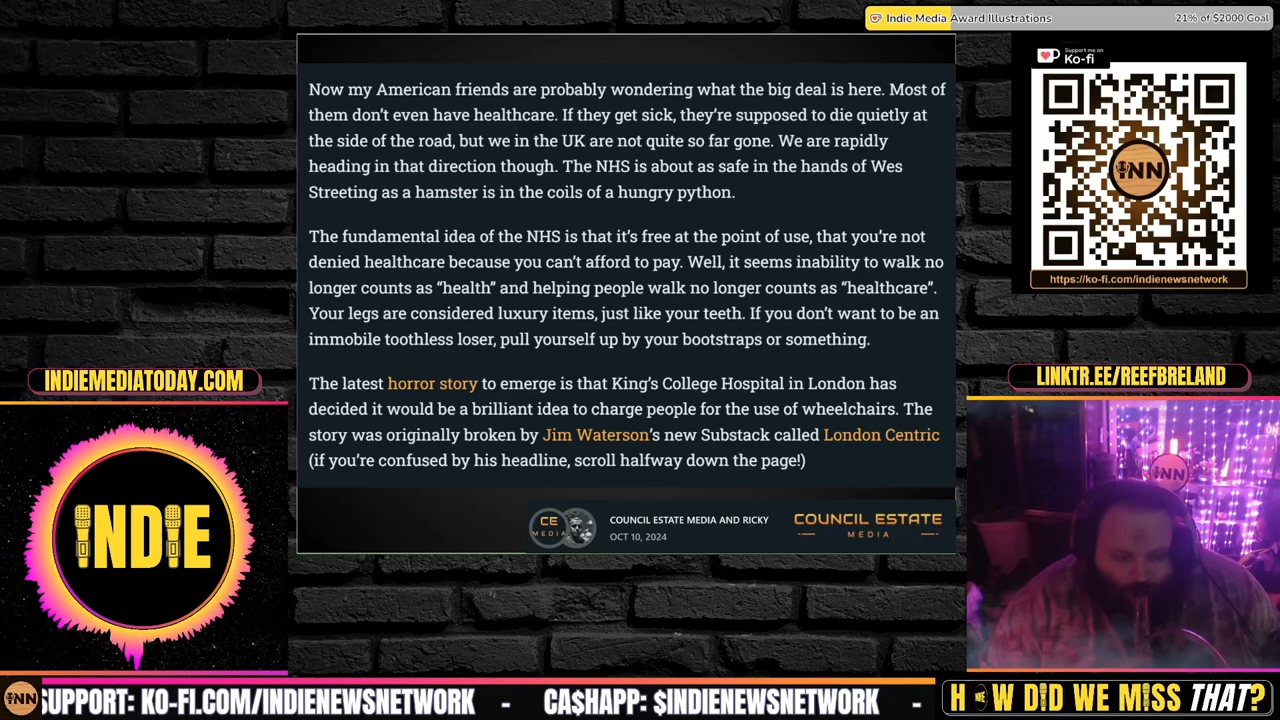 Indie Media Award Illustrations
21% of $2000 Goal
Now my American friends are probably wondering what the big deal is here. Most of
them don’t even have healthcare. If they get sick, they’re supposed to die quietly at
the side of the road, but we in the UK are not quite so far gone. We are rapidly
heading in that direction though. The NHS is about as safe in the hands of Wes
Streeting as a hamster is in the coils of a hungry python.
The fundamental idea of the NHS is that it’s free at the point of use, that you’re not
denied healthcare because you can’t afford to pay. Well, it seems inability to walk no
longer counts as “health” and helping people walk no longer counts as “healthcare”.
Your legs are considered luxury items, just like your teeth. If you don’t want to be an
immobile toothless loser, pull yourself up by your bootstraps or something.
The latest horror story to emerge is that King’s College Hospital in London has
decided it would be a brilliant idea to charge people for the use of wheelchairs. The
story was originally broken by Jim Waterson’s new Substack called London Centric
(if you’re confused by his headline, scroll halfway down the page!)
CE
MEDIA
COUNCIL ESTATE MEDIA AND RICKY
OCT 10, 2024
COUNCIL ESTATE
MEDIA
Support me on
Ko-fi
INN
https://ko-fi.com/indienewsnetwork
INDIEMEDIATODAY.COM
INDIE
LINKTR.EE/REEFBRELAND
INN
INN
SUPPORT: KO-FI.COM/INDIENEWSNETWORK - CA$HAPP: $INDIENEWSNETWORK -
HOW DID WE MISS THAT?